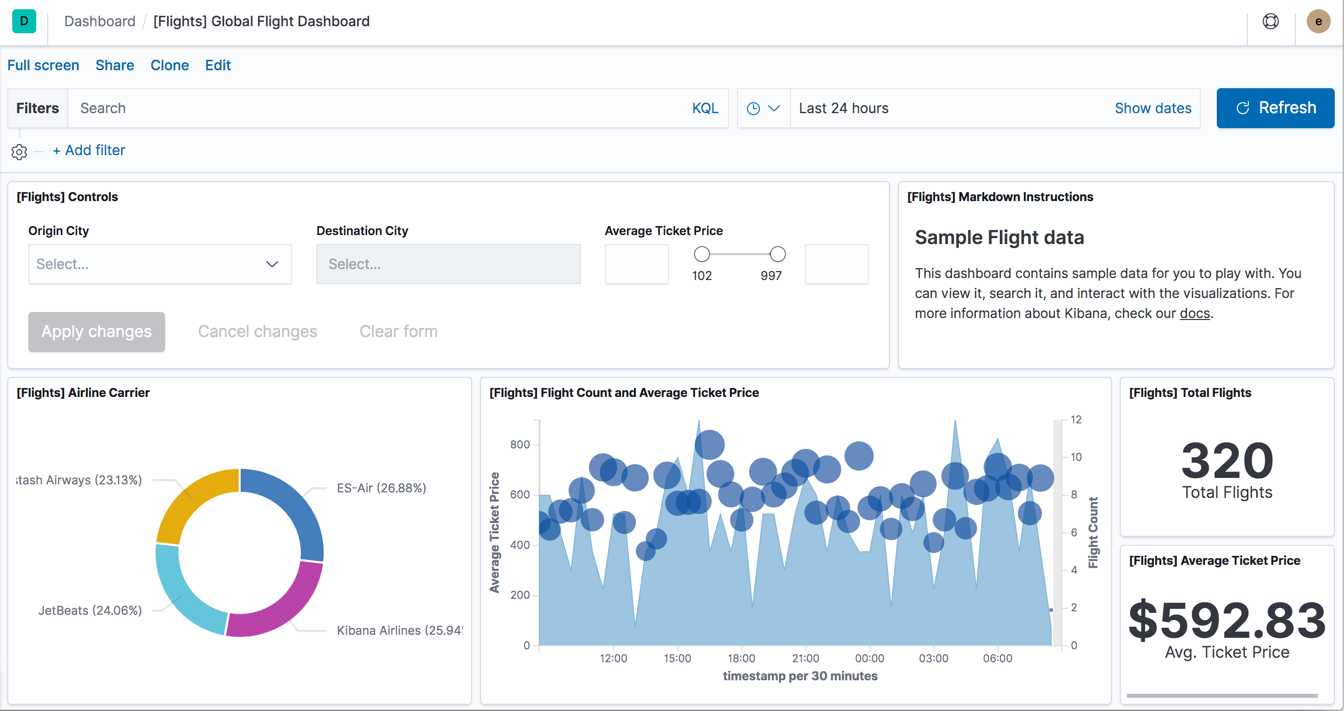 D Dashboard / [Flights] Global Flight Dashboard e
Full screen Share Clone Edit
Filters Search KQL Last 24 hours Show dates Refresh
+ Add filter
[Flights] Controls
Origin City Destination City Average Ticket Price
Select... Select...
102 997
Apply changes Cancel changes Clear form
[Flights] Markdown Instructions
Sample Flight data
This dashboard contains sample data for you to play with. You
can view it, search it, and interact with the visualizations. For
more information about Kibana, check our docs.
[Flights] Airline Carrier
stash Airways (23.13%)
ES-Air (26.88%)
JetBeats (24.06%)
Kibana Airlines (25.94%
[Flights] Flight Count and Average Ticket Price
Average Ticket Price
800
600
400
200
0
12
10
8
6
4
2
0
Flight Count
12:00 15:00 18:00 21:00 00:00 03:00 06:00
timestamp per 30 minutes
[Flights] Total Flights
320
Total Flights
[Flights] Average Ticket Price
$592.83
Avg. Ticket Price